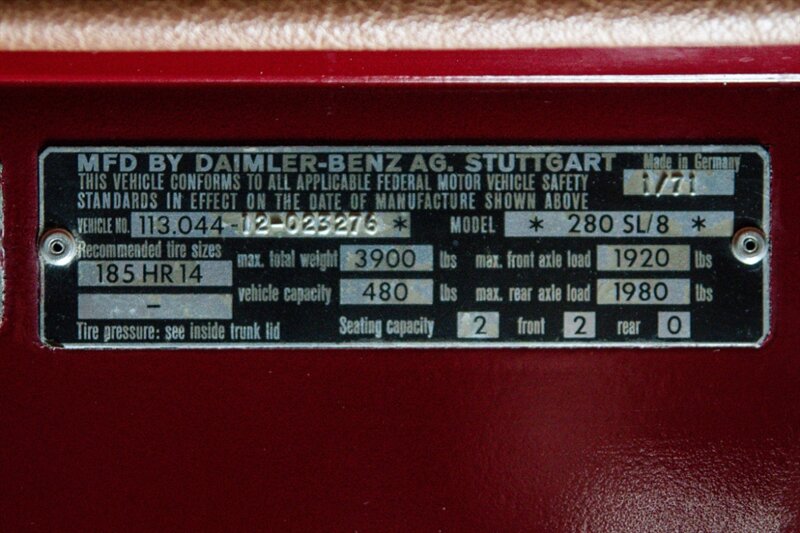 MFD BY DAIMLER-BENZ AG. STUTTGART Made in Germany
THIS VEHICLE CONFORMS TO ALL APPLICABLE FEDERAL MOTOR VEHICLE SAFETY 1/71
STANDARDS IN EFFECT ON THE DATE OF MANUFACTURE SHOWN ABOVE
VEHICLE NO. 113.044-12-023276 * MODEL * 280 SL/8 *
Recommended tire sizes max. total weight 3900 lbs max. front axle load 1920 lbs
185 HR 14
– vehicle capacity 480 lbs max. rear axle load 1980 lbs
Tire pressure: see inside trunk lid Seating capacity 2 front 2 rear 0